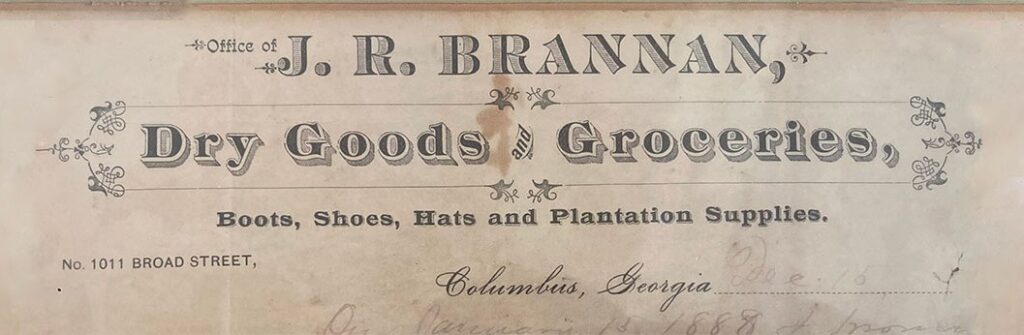 Office of J. R. BRANNAN,
Dry Goods and Groceries,
Boots, Shoes, Hats and Plantation Supplies.
No. 1011 BROAD STREET,
Columbus, Georgia Dec. 15
15 1888